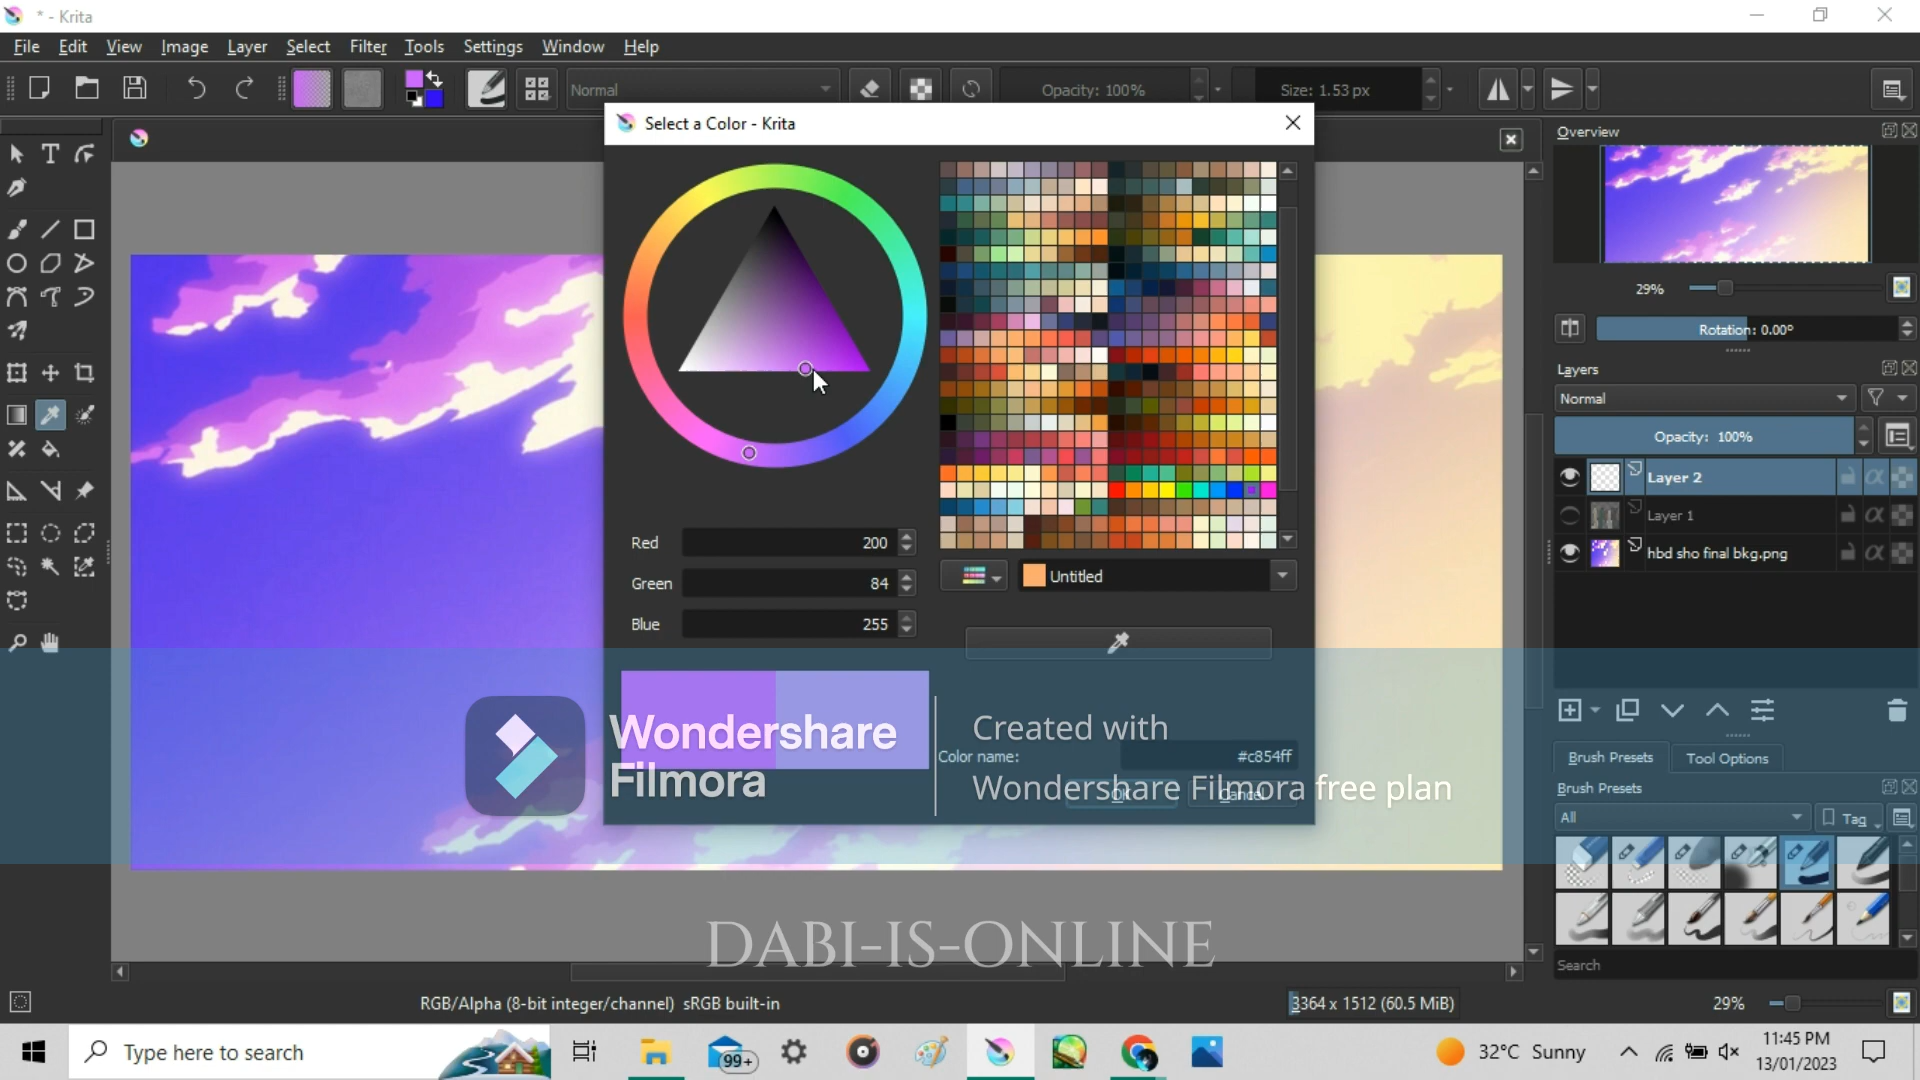 * - Krita
File Edit View Image Layer Select Filter Tools Settings Window Help
Normal
Opacity: 100%
Size: 1.53 px
Select a Color - Krita
Red 200
Green 84
Blue 255
Untitled
Color name: #c854ff
OK Cancel
Wondershare
Filmora
Created with
Wondershare Filmora free plan
DABI-IS-ONLINE
Overview
29%
Rotation: 0.00°
Layers
Normal
Opacity: 100%
Layer 2
Layer 1
hbd sho final bkg.png
Brush Presets Tool Options
Brush Presets
All Tag
Search
RGB/Alpha (8-bit integer/channel) sRGB built-in
3364 x 1512 (60.5 MiB)
29%
Type here to search
99+
32°C Sunny
11:45 PM
13/01/2023